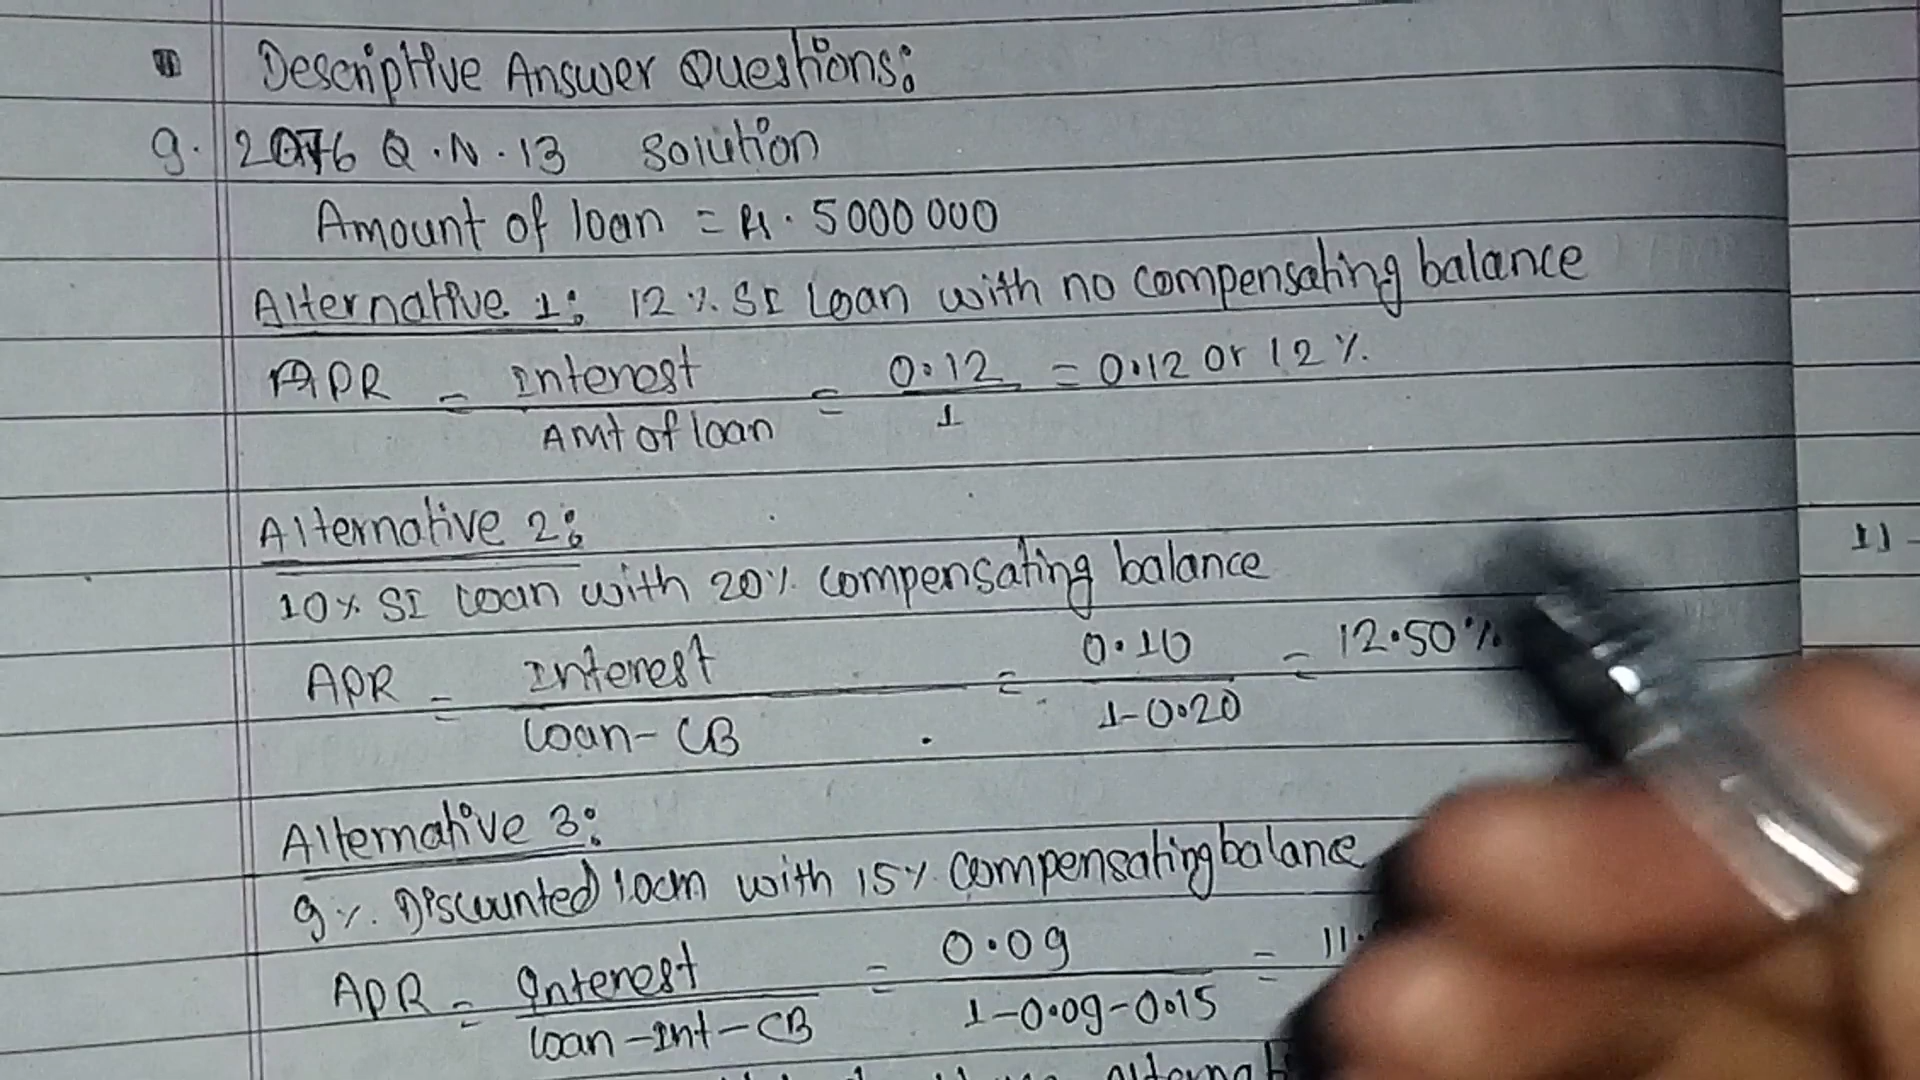 Descriptive Answer Questions:
9. 2076 Q.N.13 Solution
Amount of loan = Rs. 5000 000
Alternative 1: 12% SI Loan with no compensating balance
APR = Interest / Amt of loan = 0.12 / 1 = 0.12 or 12%
Alternative 2:
11
10% SI Loan with 20% compensating balance
APR = Interest / Loan - CB = 0.10 / 1-0.20 = 12.50%
Alternative 3:
9% Discounted loan with 15% compensating balance
APR = Interest / loan - Int - CB = 0.09 / 1-0.09-0.15 = 11.